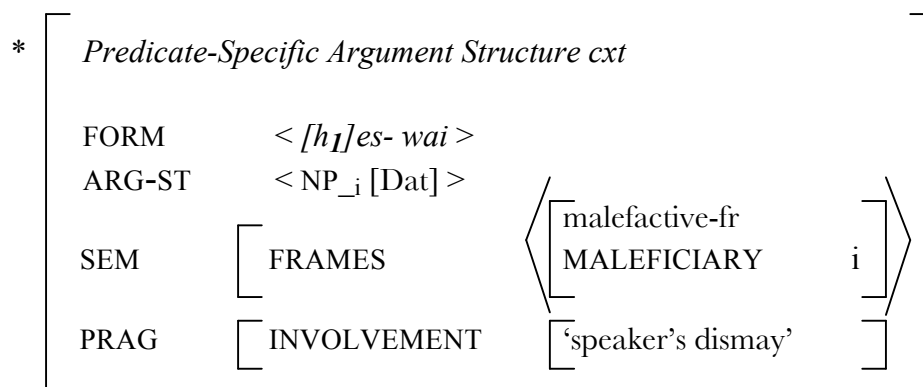 * Predicate-Specific Argument Structure cxt
FORM < [h1]es- wai >
ARG-ST < NP_i [Dat] >
malefactive-fr
SEM FRAMES MALEFICIARY i
PRAG INVOLVEMENT ‘speaker’s dismay’